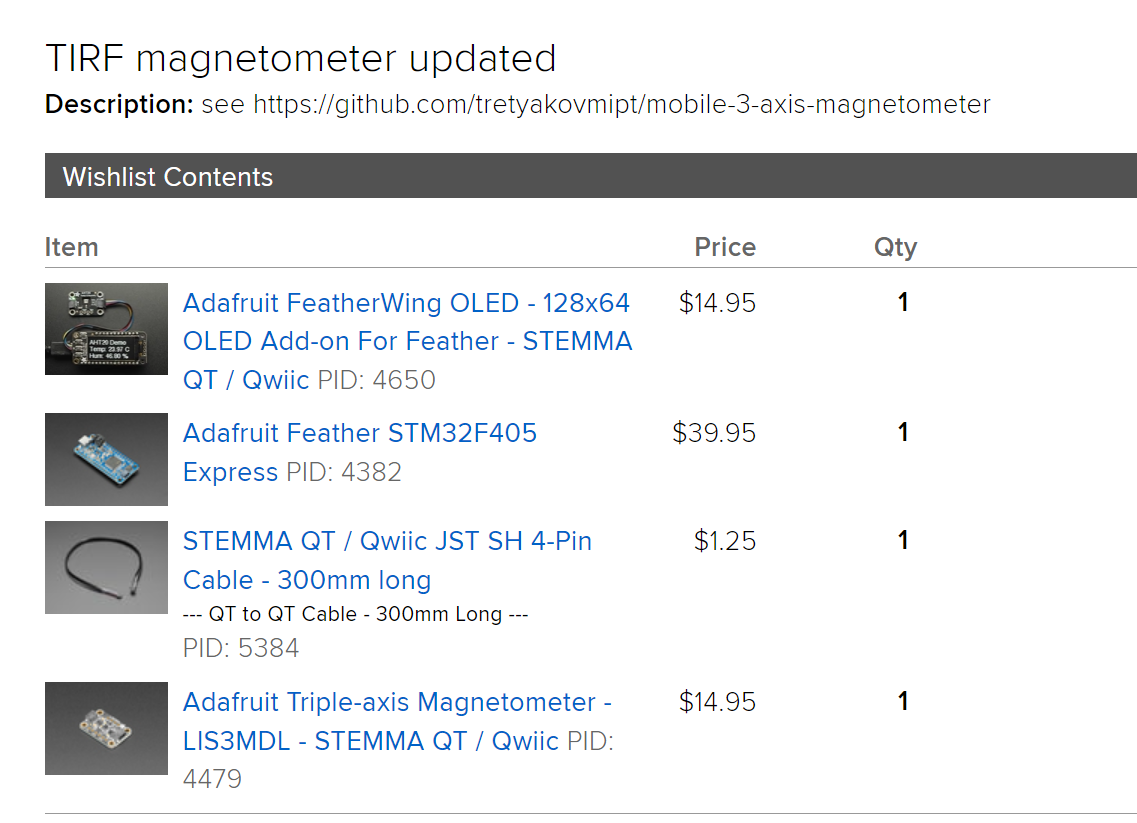 TIRF magnetometer updated
Description: see https://github.com/tretyakovmipt/mobile-3-axis-magnetometer
Wishlist Contents
Item Price Qty
Adafruit FeatherWing OLED - 128x64 $14.95 1
OLED Add-on For Feather - STEMMA
QT / Qwiic PID: 4650
AHT20 Demo
Temp: 23.97 C
Hum: 46.90 %
Adafruit Feather STM32F405 $39.95 1
Express PID: 4382
STEMMA QT / Qwiic JST SH 4-Pin $1.25 1
Cable - 300mm long
--- QT to QT Cable - 300mm Long ---
PID: 5384
Adafruit Triple-axis Magnetometer - $14.95 1
LIS3MDL - STEMMA QT / Qwiic PID:
4479